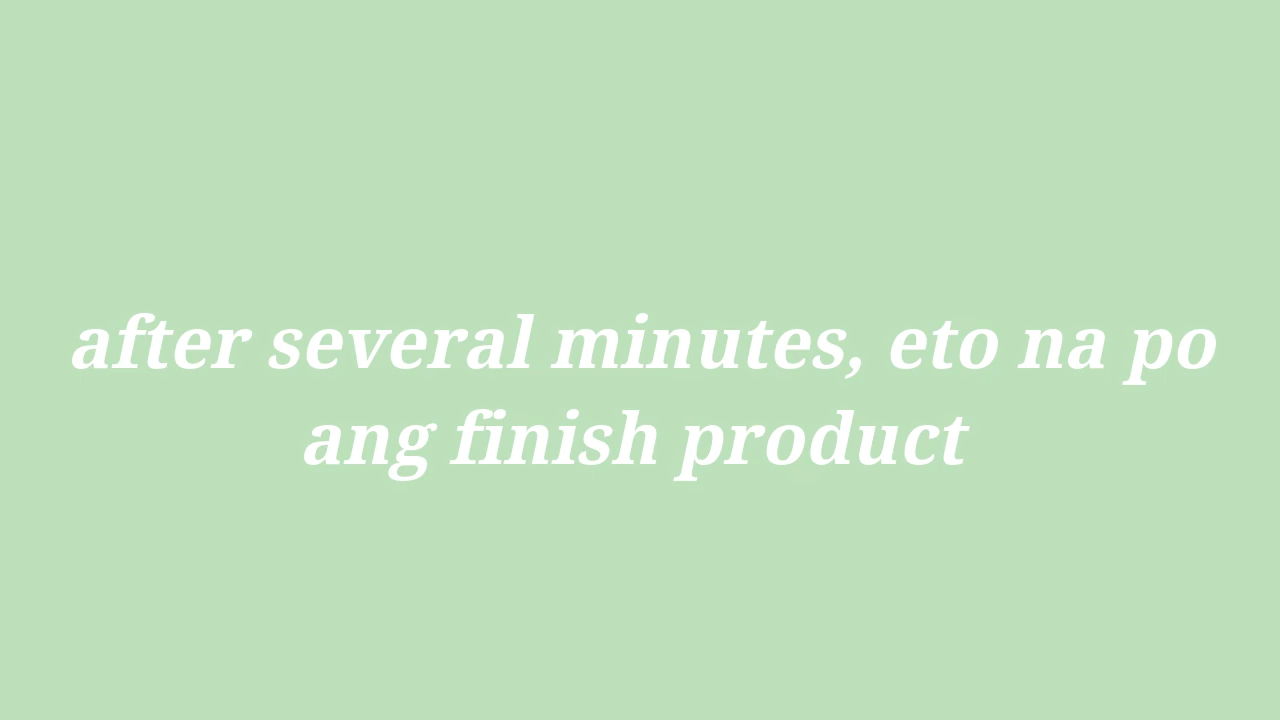 after several minutes, eto na po
ang finish product